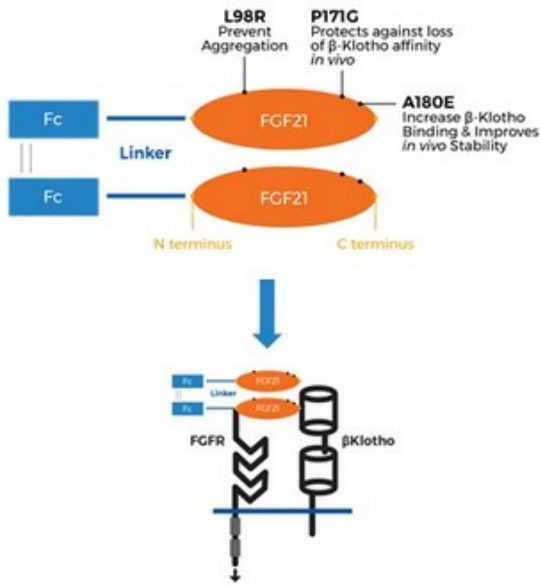 L98R
Prevent
Aggregation
P171G
Protects against loss
of β-Klotho affinity
in vivo
A180E
Increase β-Klotho
Binding & Improves
in vivo Stability
Fc
FGF21
Linker
Fc
FGF21
N terminus
C terminus
Fc
FGF21
Linker
Fc
FGF21
FGFR
βKlotho